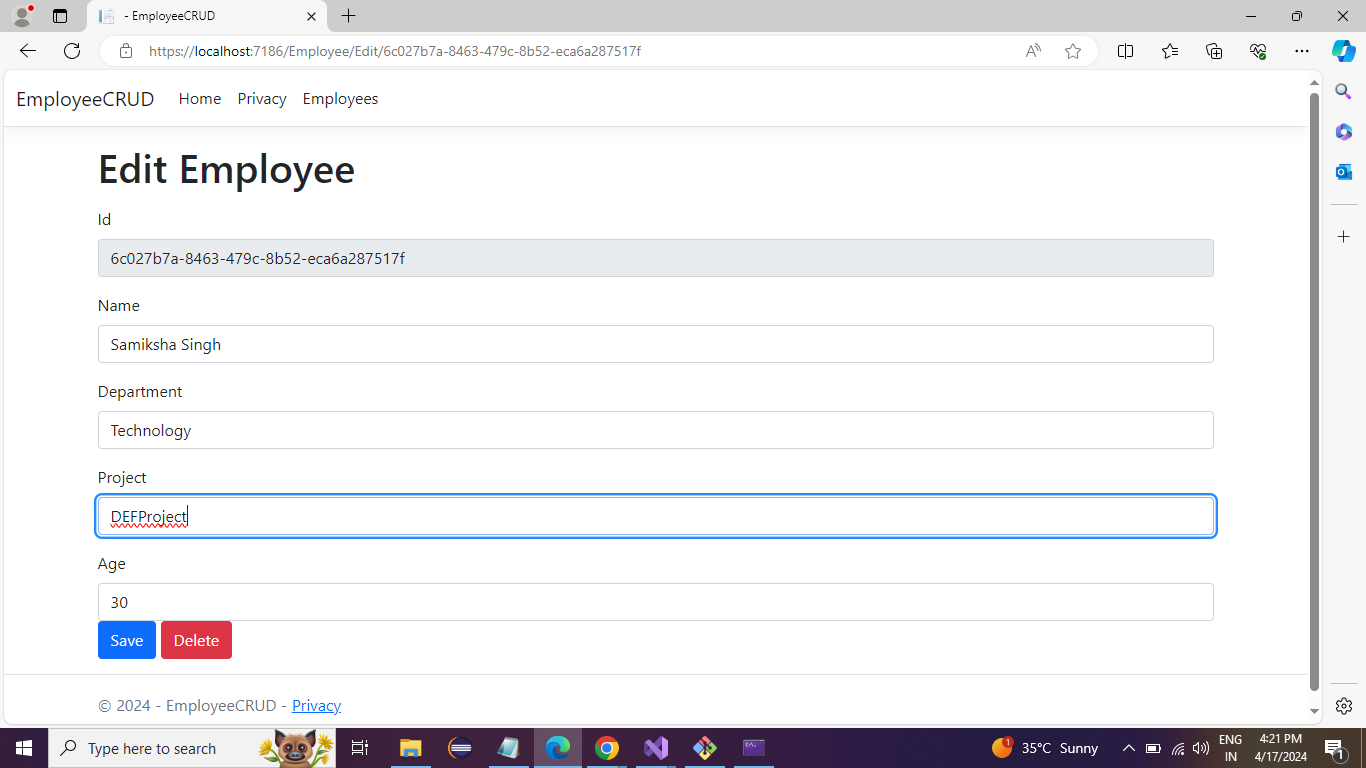 - EmployeeCRUD
https://localhost:7186/Employee/Edit/6c027b7a-8463-479c-8b52-eca6a287517f
EmployeeCRUD Home Privacy Employees
Edit Employee
Id
6c027b7a-8463-479c-8b52-eca6a287517f
Name
Samiksha Singh
Department
Technology
Project
DEFProject
Age
30
Save Delete
© 2024 - EmployeeCRUD - Privacy
Type here to search 35°C Sunny ENG IN 4:21 PM 4/17/2024 1